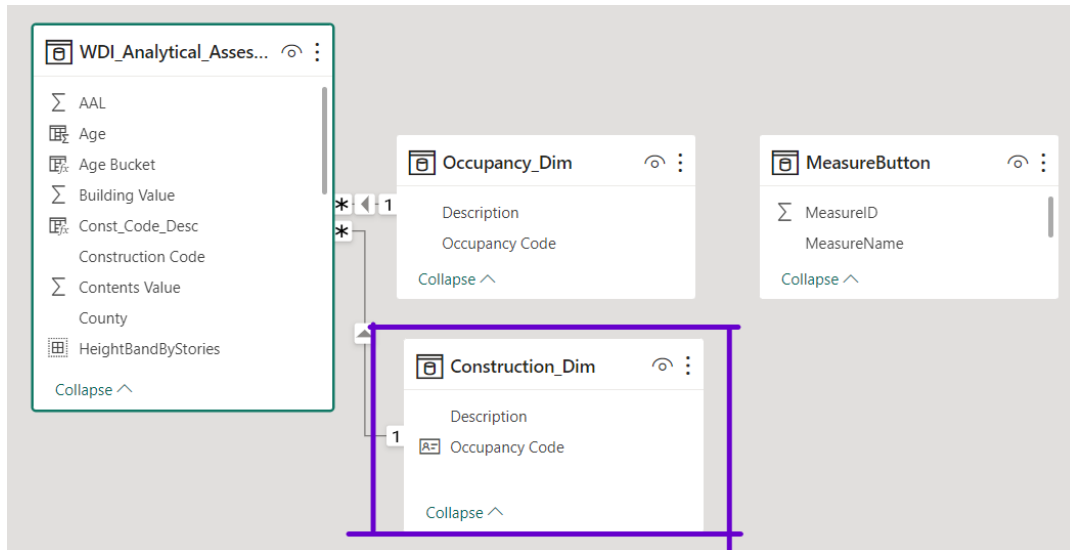 WDI_Analytical_Asses...
AAL
Age
Age Bucket
Building Value
Const_Code_Desc
Construction Code
Contents Value
County
HeightBandByStories
Collapse
* 1
*
1
Occupancy_Dim
Description
Occupancy Code
Collapse
MeasureButton
MeasureID
MeasureName
Collapse
Construction_Dim
Description
Occupancy Code
Collapse